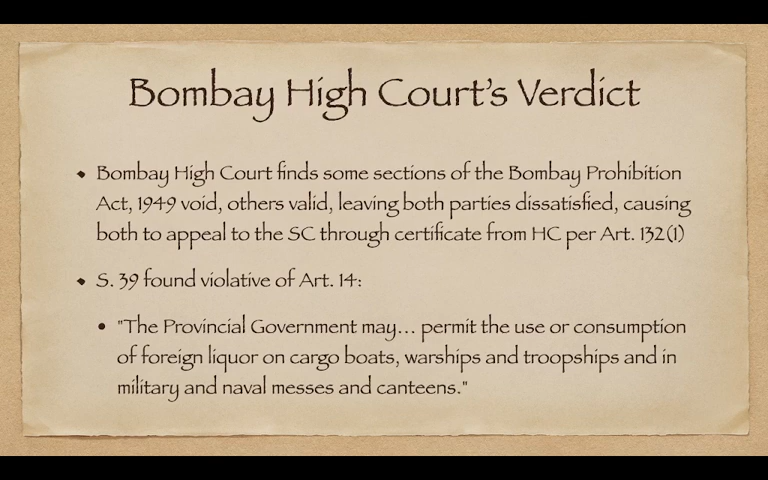 Bombay High Court's Verdict
Bombay High Court finds some sections of the Bombay Prohibition
Act, 1949 void, others valid, leaving both parties dissatisfied, causing
both to appeal to the SC through certificate from HC per Art. 132(1)
S. 39 found violative of Art. 14:
"The Provincial Government may... permit the use or consumption
of foreign liquor on cargo boats, warships and troopships and in
military and naval messes and canteens."